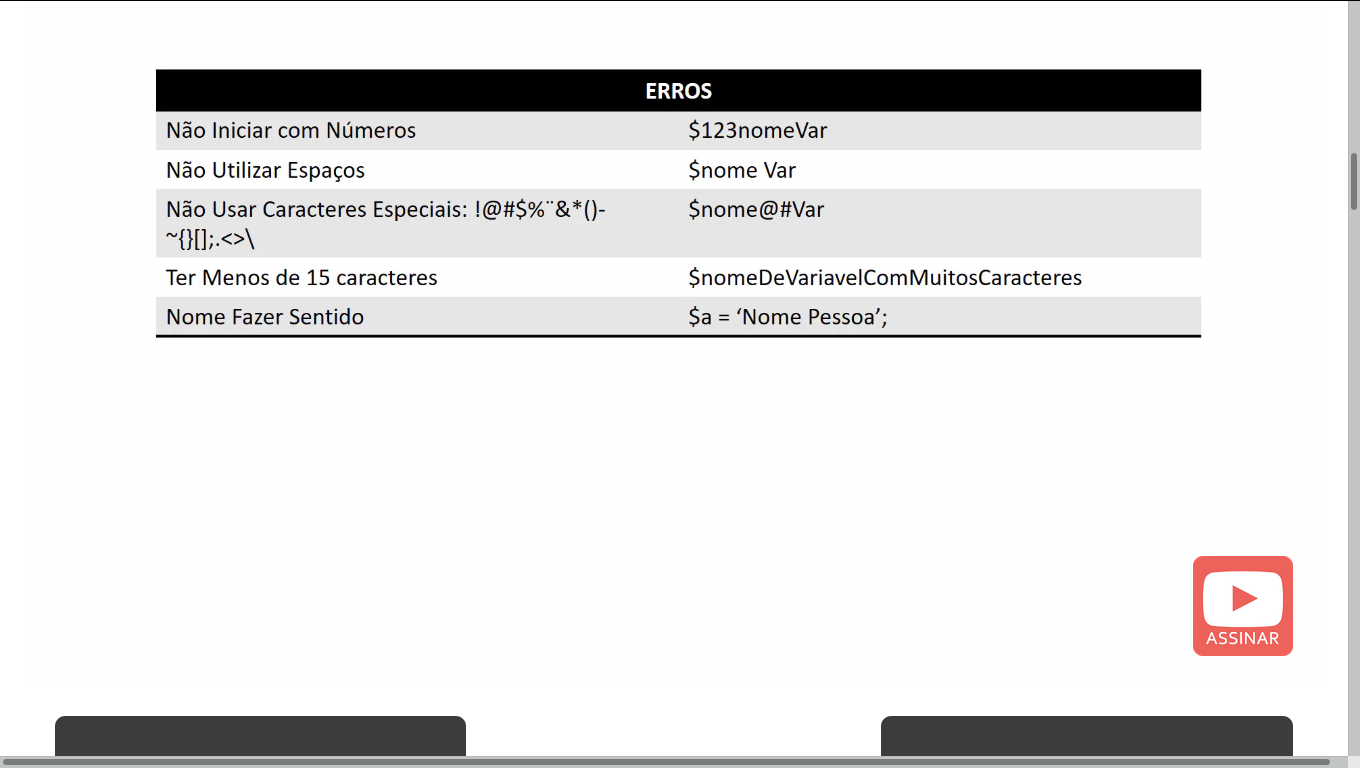 ERROS
Não Iniciar com Números $123nomeVar
Não Utilizar Espaços $nome Var
Não Usar Caracteres Especiais: !@#$%¨&*()- $nome@#Var
~{}[];.<>\
Ter Menos de 15 caracteres $nomeDeVariavelComMuitosCaracteres
Nome Fazer Sentido $a = ‘Nome Pessoa’;
ASSINAR